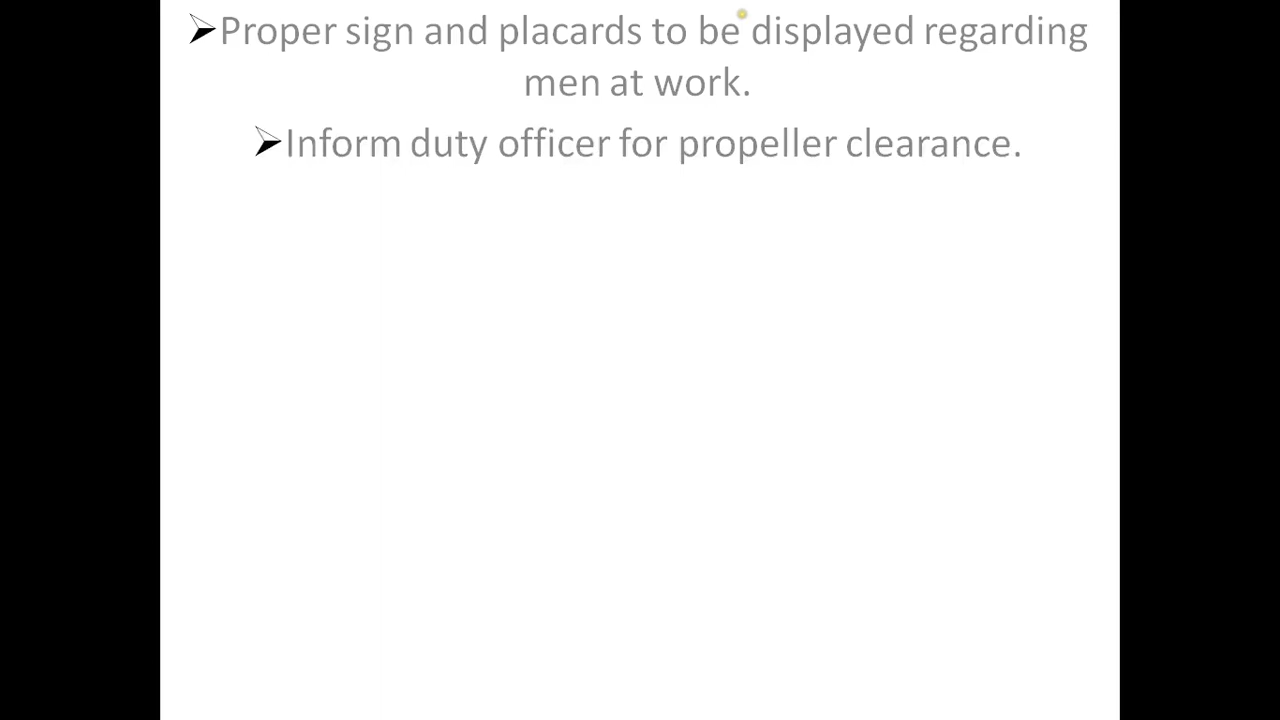 ➢Proper sign and placards to be displayed regarding
men at work.
➢Inform duty officer for propeller clearance.